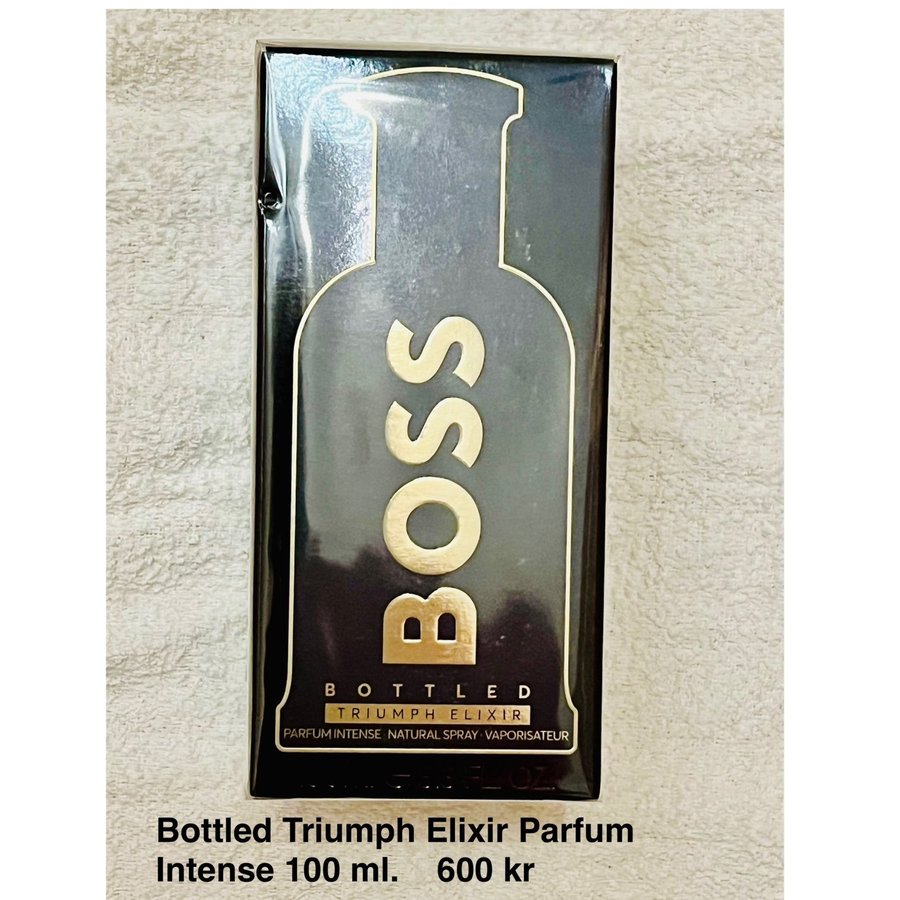 BOSS
BOTTLED
TRIUMPH ELIXIR
PARFUM INTENSE · NATURAL SPRAY · VAPORISATEUR
Bottled Triumph Elixir Parfum
Intense 100 ml. 600 kr